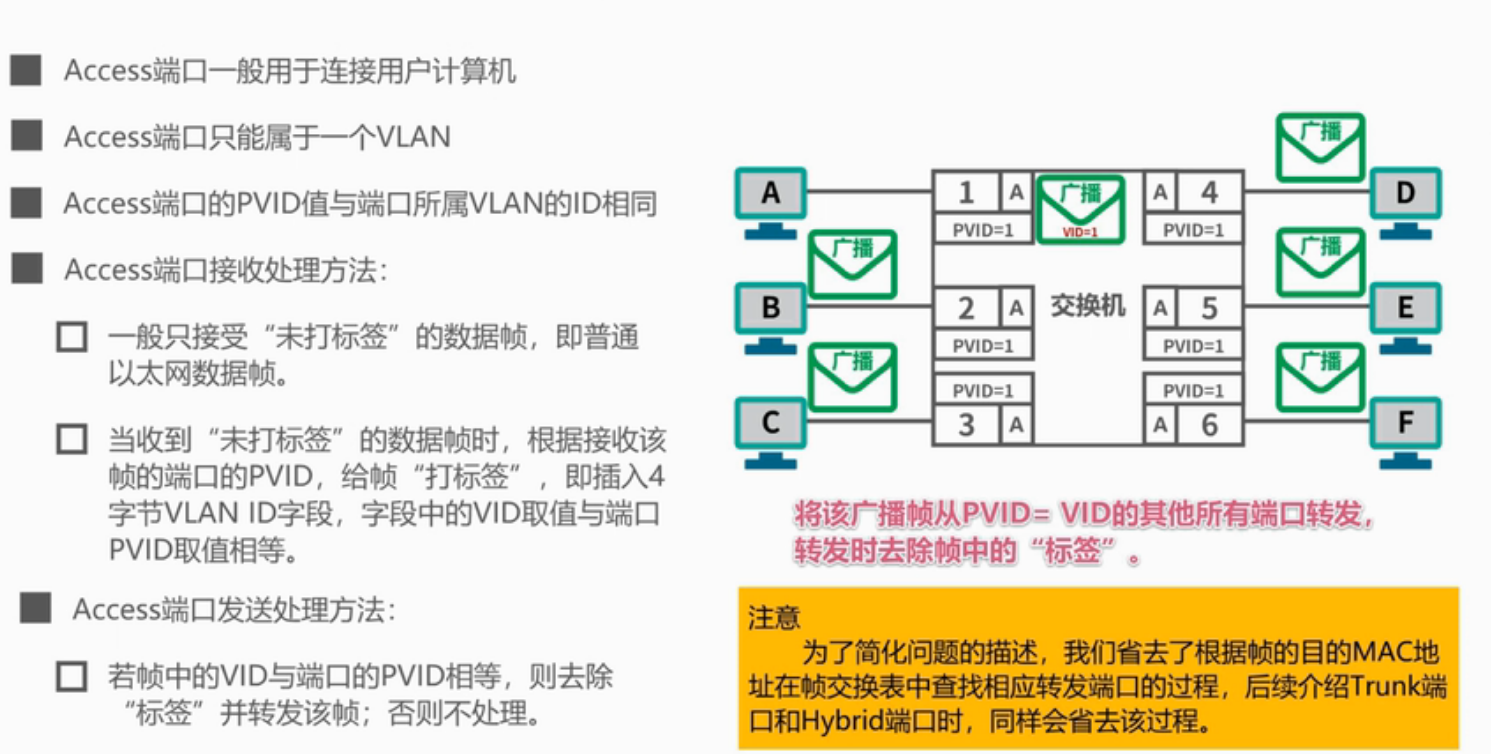 Access端口一般用于连接用户计算机
Access端口只能属于一个VLAN
Access端口的PVID值与端口所属VLAN的ID相同
Access端口接收处理方法：
一般只接受“未打标签”的数据帧，即普通
以太网数据帧。
当收到“未打标签”的数据帧时，根据接收该
帧的端口的PVID，给帧“打标签”，即插入4
字节VLAN ID字段，字段中的VID取值与端口
PVID取值相等。
Access端口发送处理方法：
若帧中的VID与端口的PVID相等，则去除
“标签”并转发该帧；否则不处理。
广播
A 1 A 广播 A 4 D
PVID=1 VID=1 PVID=1
广播 广播
B 2 A 交换机 A 5 E
PVID=1 PVID=1
广播 广播
PVID=1 PVID=1
C 3 A A 6 F
将该广播帧从PVID= VID的其他所有端口转发，
转发时去除帧中的“标签”。
注意
为了简化问题的描述，我们省去了根据帧的目的MAC地
址在帧交换表中查找相应转发端口的过程，后续介绍Trunk端
口和Hybrid端口时，同样会省去该过程。